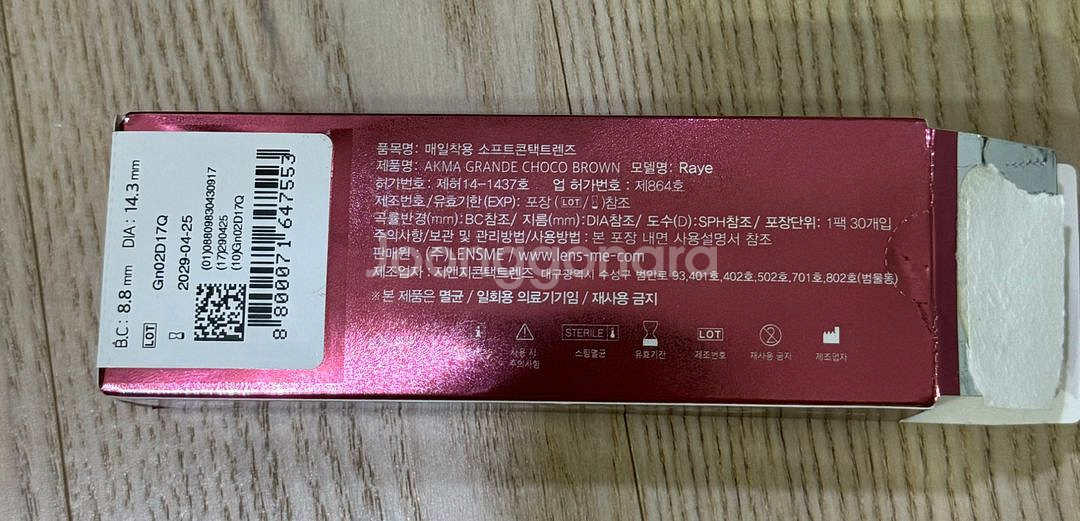 품목명: 매일착용 소프트콘택트렌즈
제품명: AKMA GRANDE CHOCO BROWN 모델명: Raye
허가번호: 제허14-1437호 업 허가번호 : 제864호
제조번호/유효기한(EXP): 포장 (LOT/)참조
곡률반경(mm):BC참조/ 지름(mm):DIA참조/ 도수(D):SPH참조/ 포장단위: 1팩 30개입
주의사항/보관 및 관리방법/사용방법 : 본 포장 내면 사용설명서 참조
판매원 : (주)LENSME / www.lens-me.com
제조업자 : 지앤지콘택트렌즈 대구광역시 수성구 범안로 93,401호,402호,502호,701호,802호(범물동)
※본 제품은 멸균 / 일회용 의료기기임 / 재사용 금지
STERILE
LOT
사용 시
주의사항
스팀멸균
유효기간
제조번호
재사용 금지
제조업자
B.C: 8.8 mm DIA: 14.3 mm
LOT Gn02D17Q
2029-04-25
(01)08809830430917
(17)290425
(10)Gn02D17Q
8 800071 647553
Joonggonara